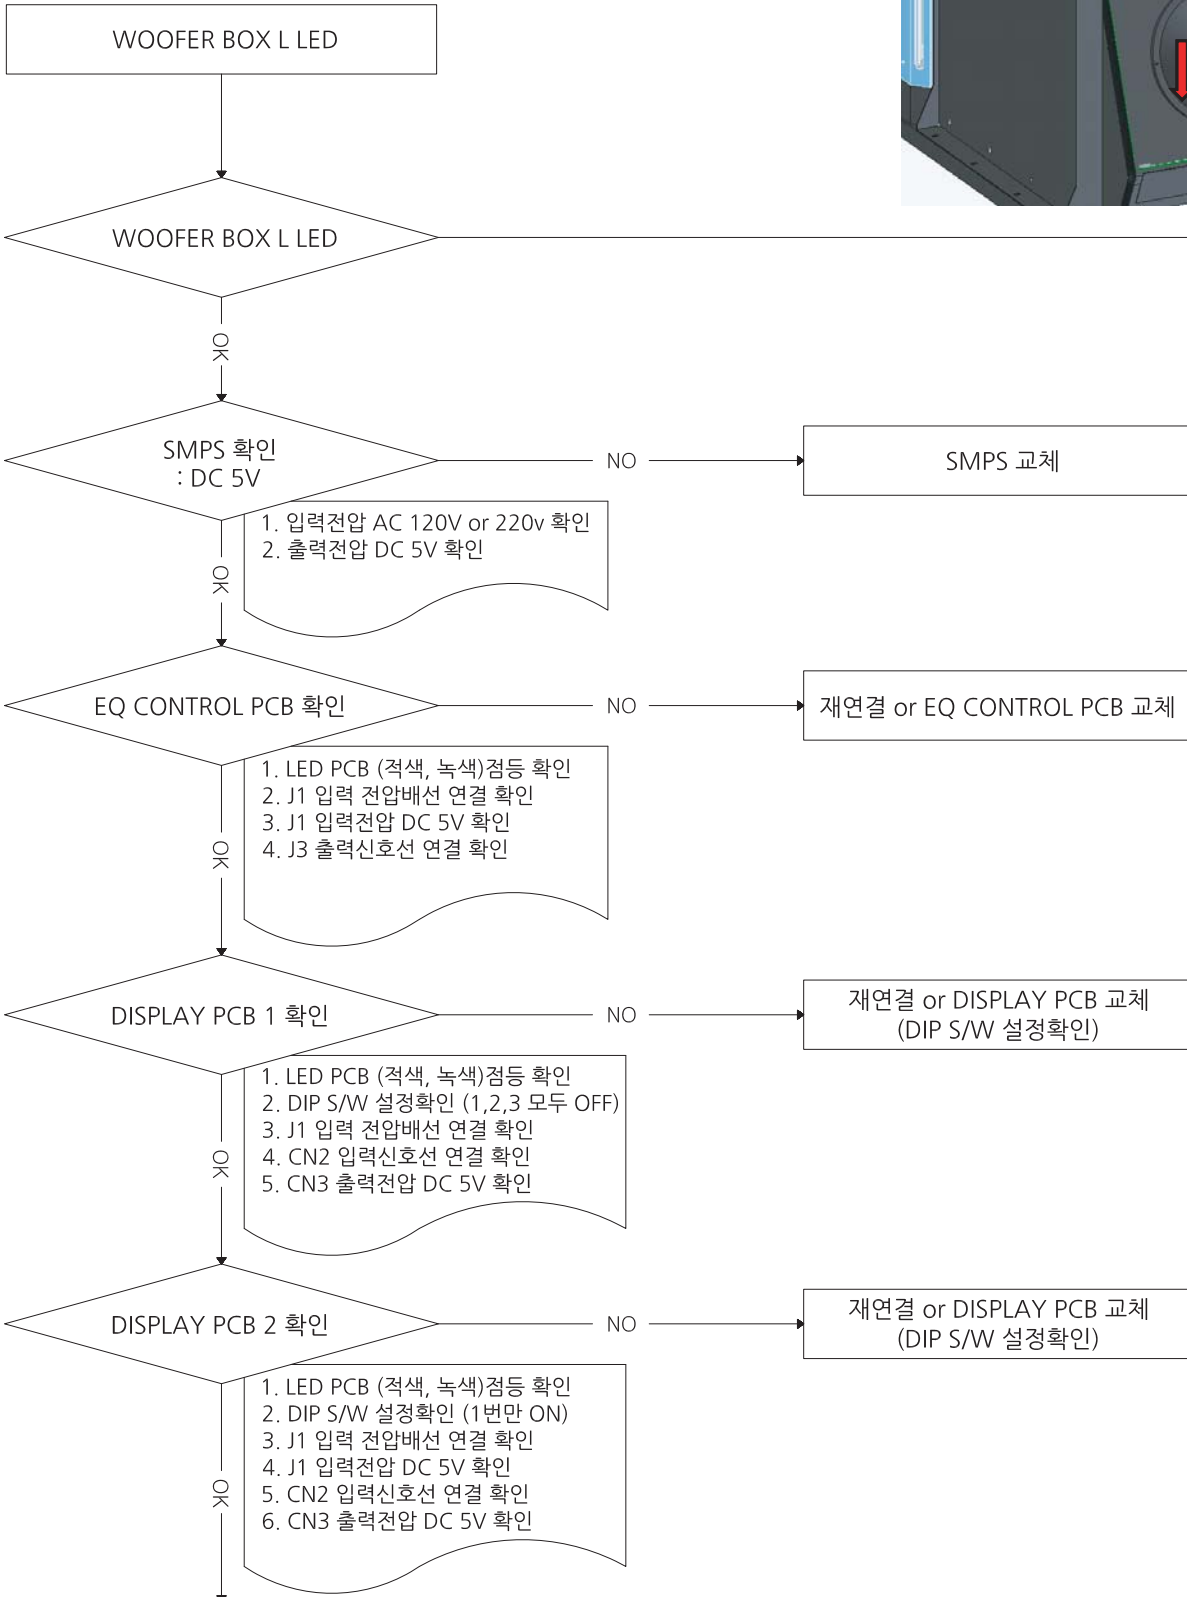 WOOFER BOX L LED
WOOFER BOX L LED
OK
SMPS 확인
: DC 5V
NO
SMPS 교체
1. 입력전압 AC 120V or 220v 확인
2. 출력전압 DC 5V 확인
OK
EQ CONTROL PCB 확인
NO
재연결 or EQ CONTROL PCB 교체
1. LED PCB (적색, 녹색)점등 확인
2. J1 입력 전압배선 연결 확인
3. J1 입력전압 DC 5V 확인
4. J3 출력신호선 연결 확인
OK
DISPLAY PCB 1 확인
NO
재연결 or DISPLAY PCB 교체
(DIP S/W 설정확인)
1. LED PCB (적색, 녹색)점등 확인
2. DIP S/W 설정확인 (1,2,3 모두 OFF)
3. J1 입력 전압배선 연결 확인
4. CN2 입력신호선 연결 확인
5. CN3 출력전압 DC 5V 확인
OK
DISPLAY PCB 2 확인
NO
재연결 or DISPLAY PCB 교체
(DIP S/W 설정확인)
1. LED PCB (적색, 녹색)점등 확인
2. DIP S/W 설정확인 (1번만 ON)
3. J1 입력 전압배선 연결 확인
4. J1 입력전압 DC 5V 확인
5. CN2 입력신호선 연결 확인
6. CN3 출력전압 DC 5V 확인
OK